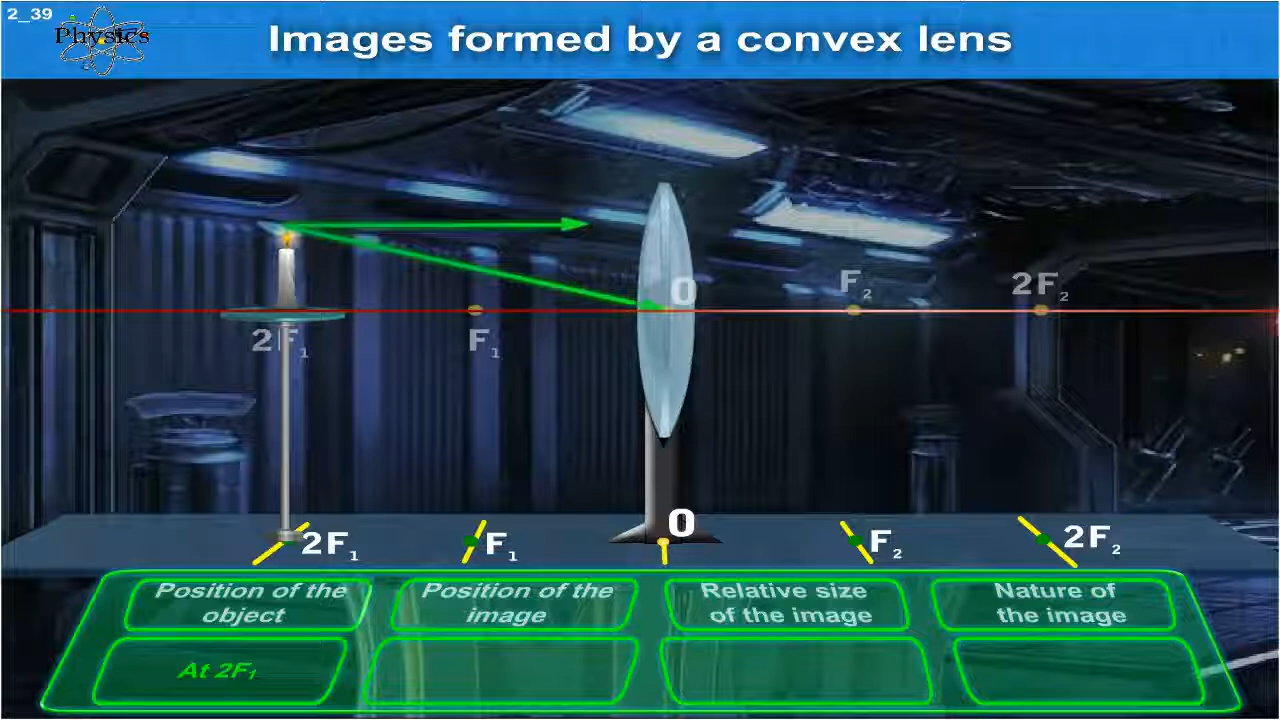 2_39
Physics
Images formed by a convex lens
O
F₂
2F₂
2F₁
F₁
O
2F₁
F₁
F₂
2F₂
Position of the
object
Position of the
image
Relative size
of the image
Nature of
the image
At 2F₁